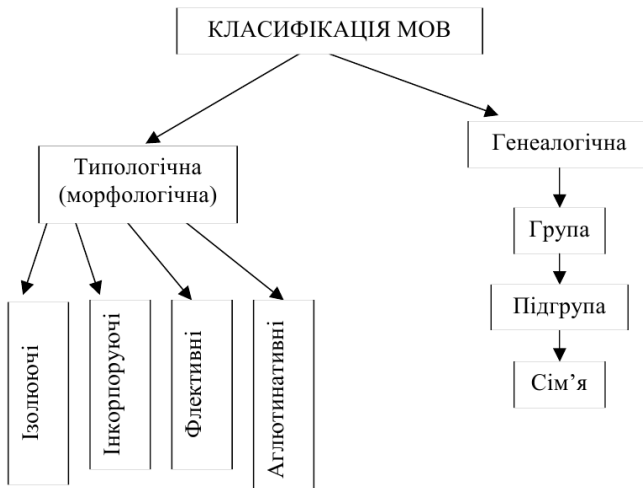 КЛАСИФІКАЦІЯ МОВ
Типологічна
(морфологічна)
Генеалогічна
Група
Підгрупа
Сім’я
Ізолюючі
Інкорпоруючі
Флективні
Аглютинативні